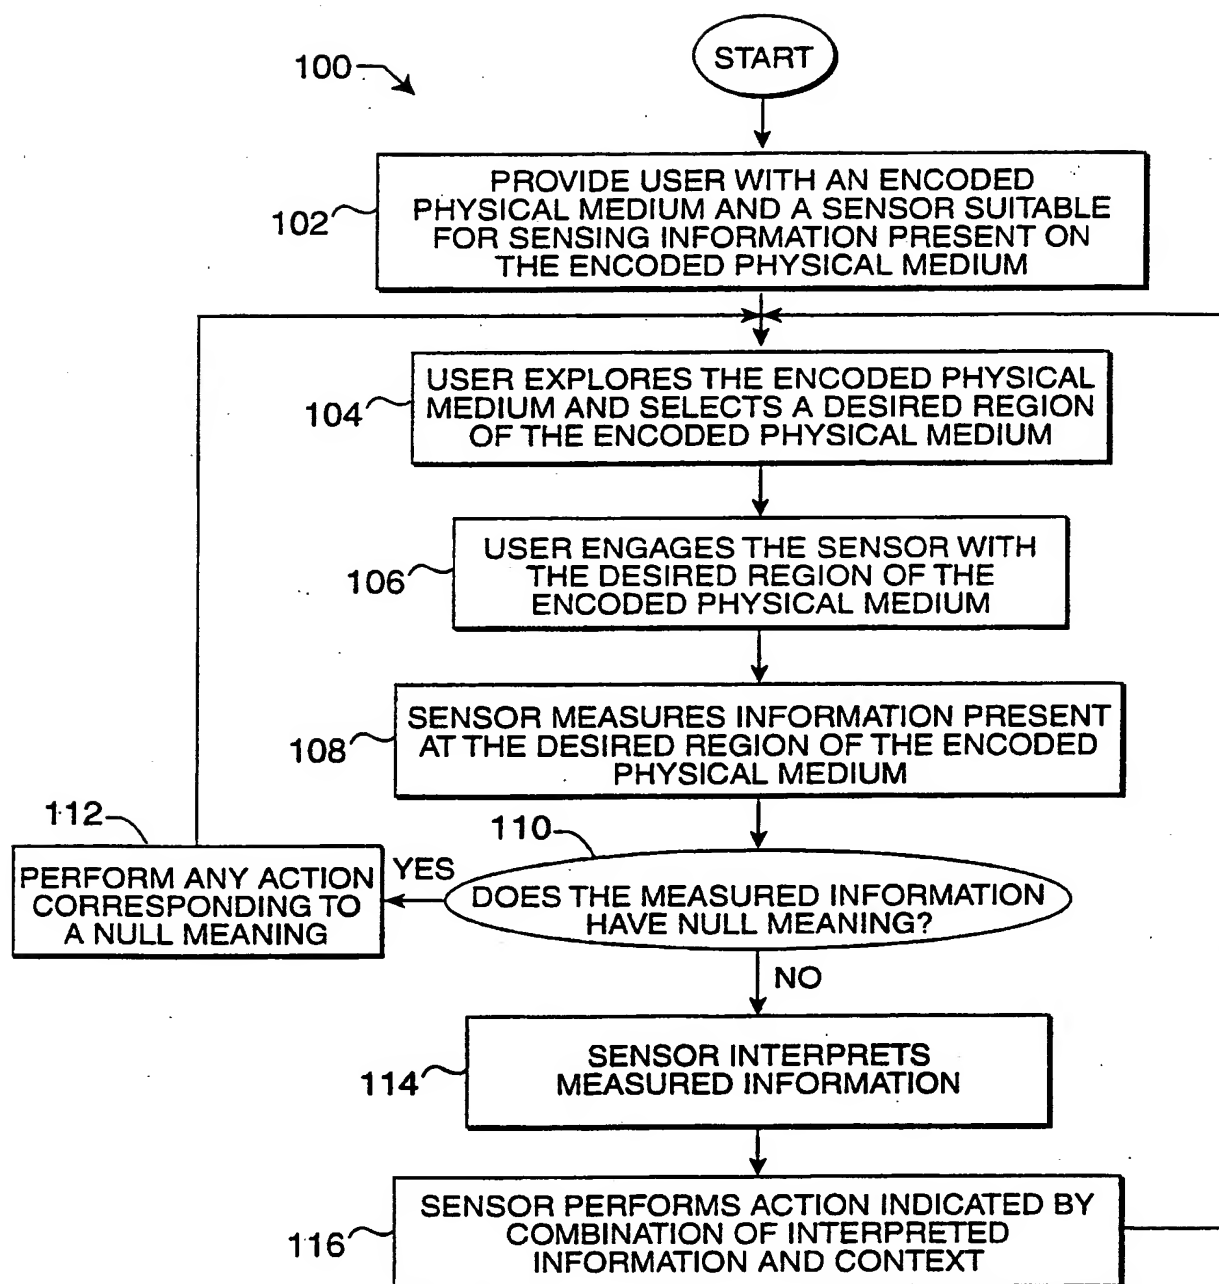 START
100
PROVIDE USER WITH AN ENCODED
PHYSICAL MEDIUM AND A SENSOR SUITABLE
FOR SENSING INFORMATION PRESENT ON
THE ENCODED PHYSICAL MEDIUM
102
USER EXPLORES THE ENCODED PHYSICAL
MEDIUM AND SELECTS A DESIRED REGION
OF THE ENCODED PHYSICAL MEDIUM
104
USER ENGAGES THE SENSOR WITH
THE DESIRED REGION OF THE
ENCODED PHYSICAL MEDIUM
106
SENSOR MEASURES INFORMATION PRESENT
AT THE DESIRED REGION OF THE ENCODED
PHYSICAL MEDIUM
108
110
DOES THE MEASURED INFORMATION
HAVE NULL MEANING?
YES
112
PERFORM ANY ACTION
CORRESPONDING TO
A NULL MEANING
NO
SENSOR INTERPRETS
MEASURED INFORMATION
114
SENSOR PERFORMS ACTION INDICATED BY
COMBINATION OF INTERPRETED
INFORMATION AND CONTEXT
116